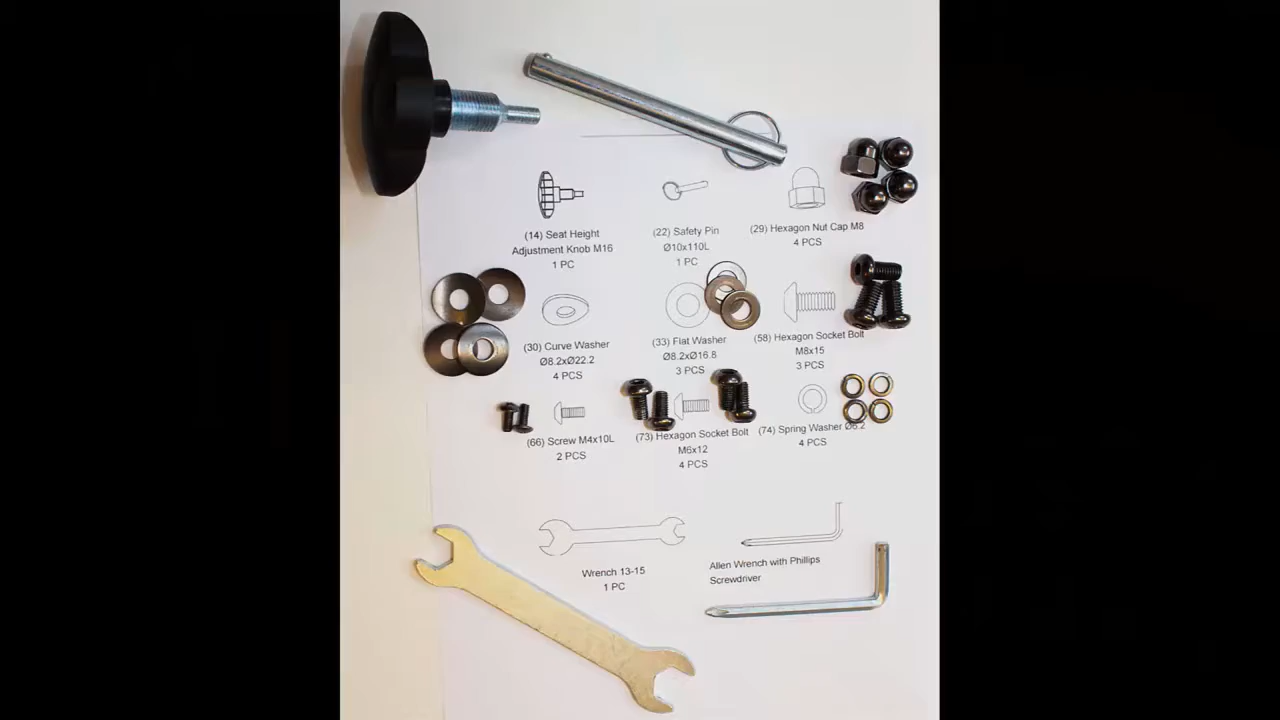 (14) Seat Height
Adjustment Knob M16
1 PC
(22) Safety Pin
Ø10x110L
1 PC
(29) Hexagon Nut Cap M8
4 PCS
(30) Curve Washer
Ø8.2xØ22.2
4 PCS
(33) Flat Washer
Ø8.2xØ16.8
3 PCS
(58) Hexagon Socket Bolt
M8x15
3 PCS
(66) Screw M4x10L
2 PCS
(73) Hexagon Socket Bolt
M6x12
4 PCS
(74) Spring Washer Ø6.2
4 PCS
Wrench 13-15
1 PC
Allen Wrench with Phillips
Screwdriver